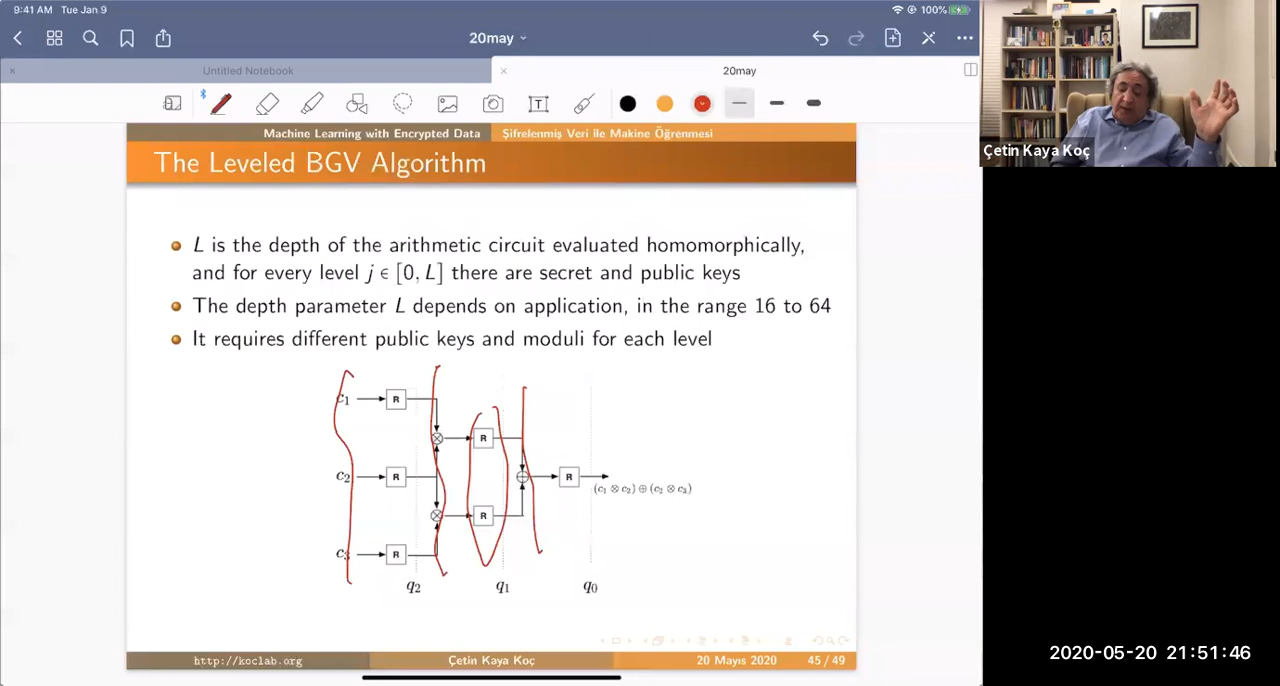 9:41 AM Tue Jan 9
100%
20may
Untitled Notebook
20may
T
Çetin Kaya Koç
Machine Learning with Encrypted Data Şifrelenmiş Veri ile Makine Öğrenmesi
The Leveled BGV Algorithm
L is the depth of the arithmetic circuit evaluated homomorphically,
and for every level j ∈ [0, L] there are secret and public keys
The depth parameter L depends on application, in the range 16 to 64
It requires different public keys and moduli for each level
c₁ R
R
c₂ R R
(c₁ ⊗ c₂) ⊕ (c₂ ⊗ c₃)
R
c₃ R
q₂ q₁ q₀
http://koclab.org Çetin Kaya Koç 20 Mayıs 2020 45 / 49
2020-05-20 21:51:46